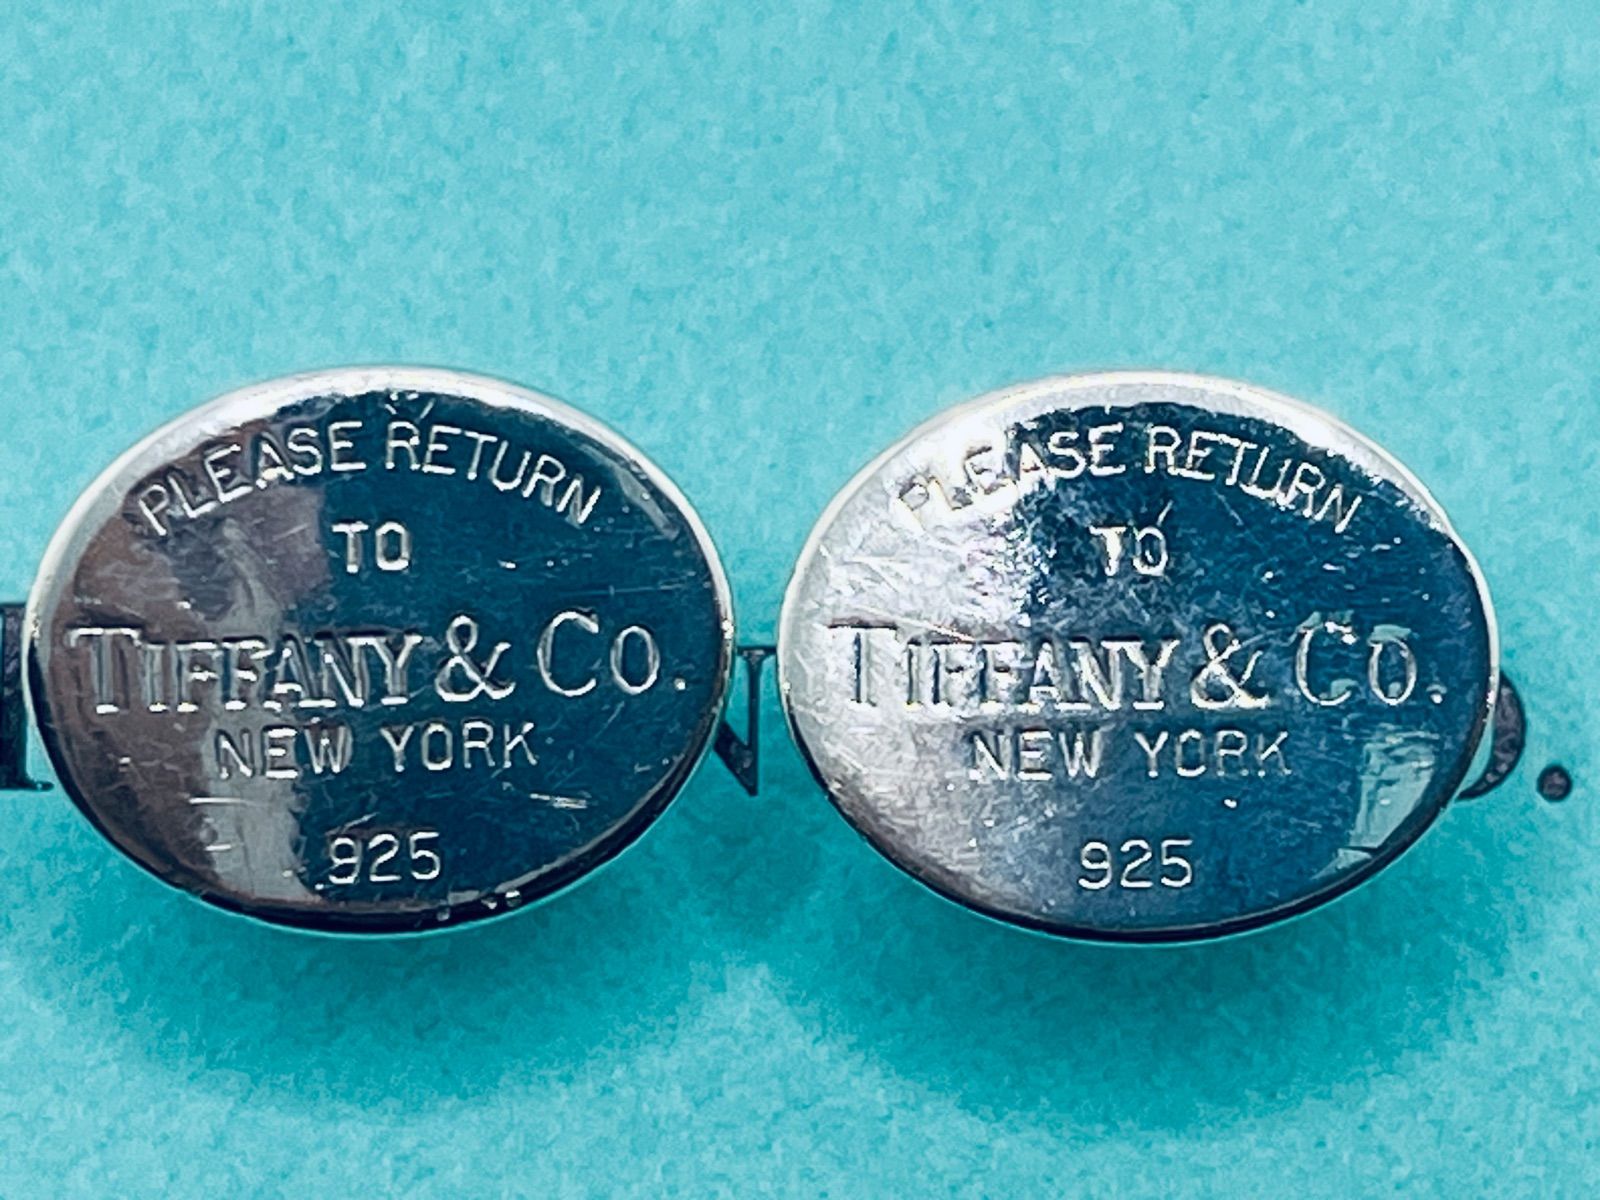 PLEASE RETURN
TO
TIFFANY & CO.
NEW YORK
925
PLEASE RETURN
TO
TIFFANY & CO.
NEW YORK
925